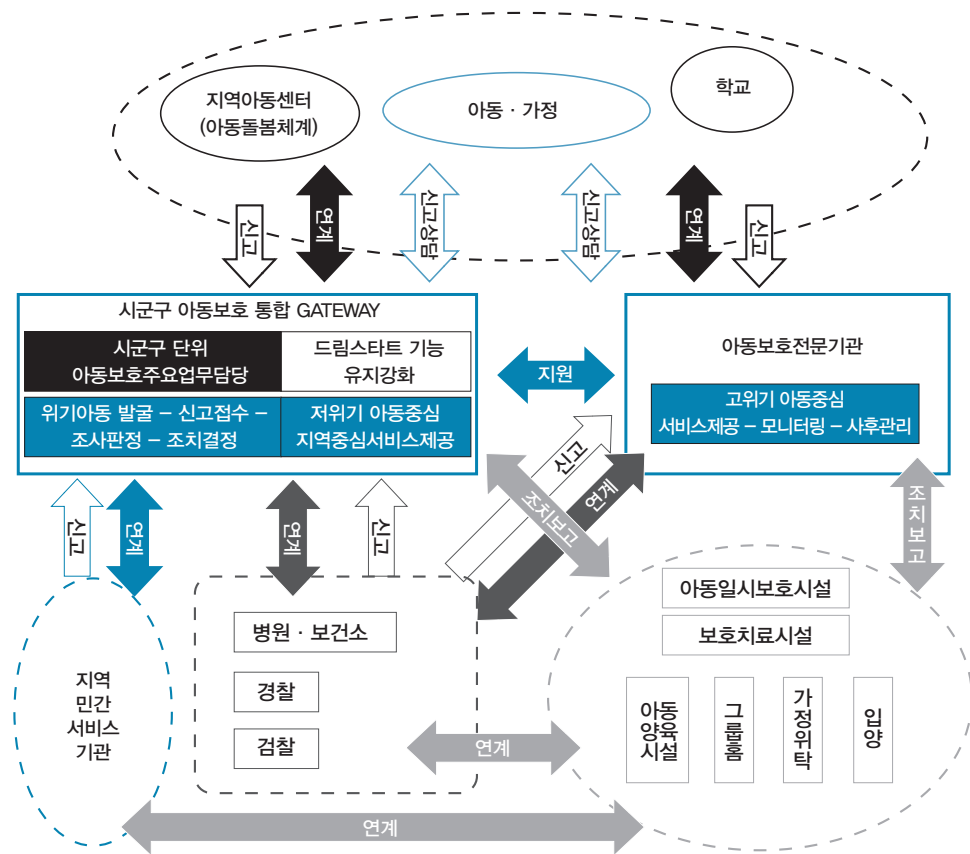 지역아동센터
(아동돌봄체계)
아동 · 가정
학교
신고
연계
신고상담
신고상담
연계
신고
시군구 아동보호 통합 GATEWAY
시군구 단위
아동보호주요업무담당
드림스타트 기능
유지강화
위기아동 발굴 – 신고접수 –
조사판정 – 조치결정
저위기 아동중심
지역중심서비스제공
지원
아동보호전문기관
고위기 아동중심
서비스제공 – 모니터링 – 사후관리
신고
연계
연계
신고
신고
조치보고
연계
조치보고
지역
민간
서비스
기관
병원 · 보건소
경찰
검찰
아동일시보호시설
보호치료시설
아동
양육
시설
그룹홈
가정위탁
입양
연계
연계